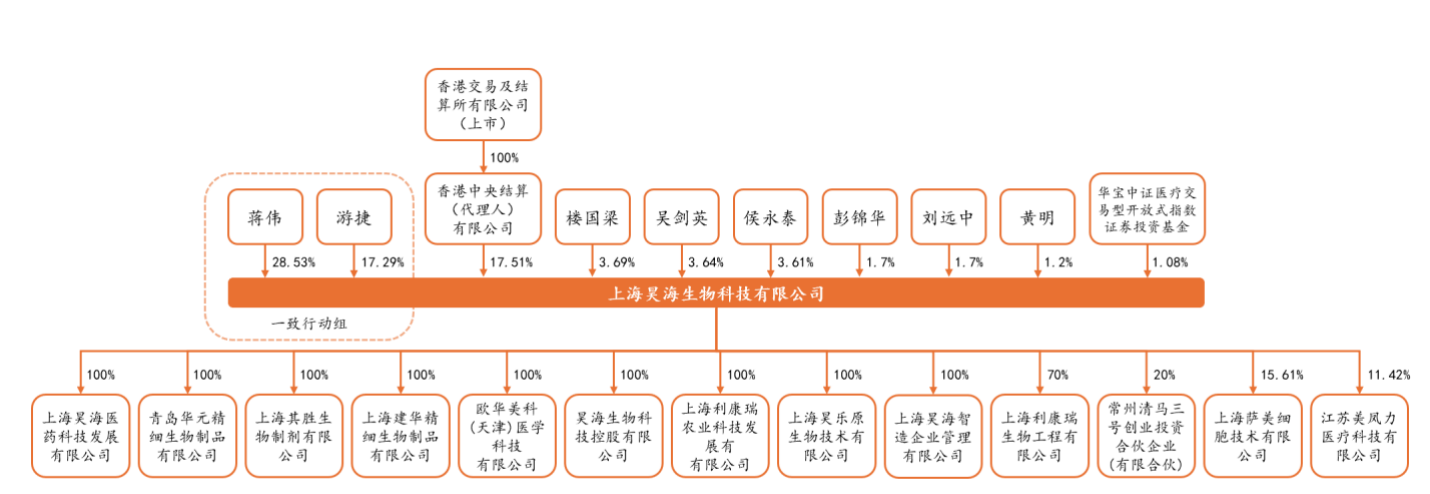 香港交易及结
算所有限公司
（上市）
100%
蒋伟
游捷
香港中央结算
（代理人）
有限公司
楼国梁
吴剑英
侯永泰
彭锦华
刘远中
黄明
华宝中证医疗交
易型开放式指数
证券投资基金
28.53%
17.29%
17.51%
3.69%
3.64%
3.61%
1.7%
1.7%
1.2%
1.08%
上海昊海生物科技有限公司
一致行动组
100%
100%
100%
100%
100%
100%
100%
100%
100%
70%
20%
15.61%
11.42%
上海昊海医
药科技发展
有限公司
青岛华元精
细生物制品
有限公司
上海其胜生
物制剂有限
公司
上海建华精
细生物制品
有限公司
欧华美科
(天津)医学
科技
有限公司
昊海生物科
技控股有限
公司
上海利康瑞
农业科技发
展有
有限公司
上海昊乐原
生物技术有
限公司
上海昊海智
造企业管理
有限公司
上海利康瑞
生物工程有
限公司
常州清马三
号创业投资
合伙企业
(有限合伙)
上海萨美细
胞技术有限
公司
江苏美凤力
医疗科技有
限公司